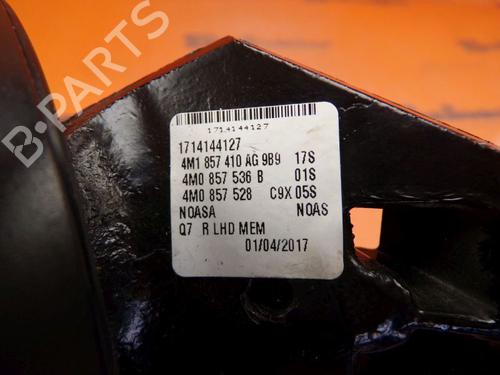 B-PARTS
1714144127
1714144127
4M1 857 410 AG 9B9 17S
4M0 857 536 B 01S
4M0 857 528 C9X 05S
NOASA NOAS
Q7 R LHD MEM
01/04/2017